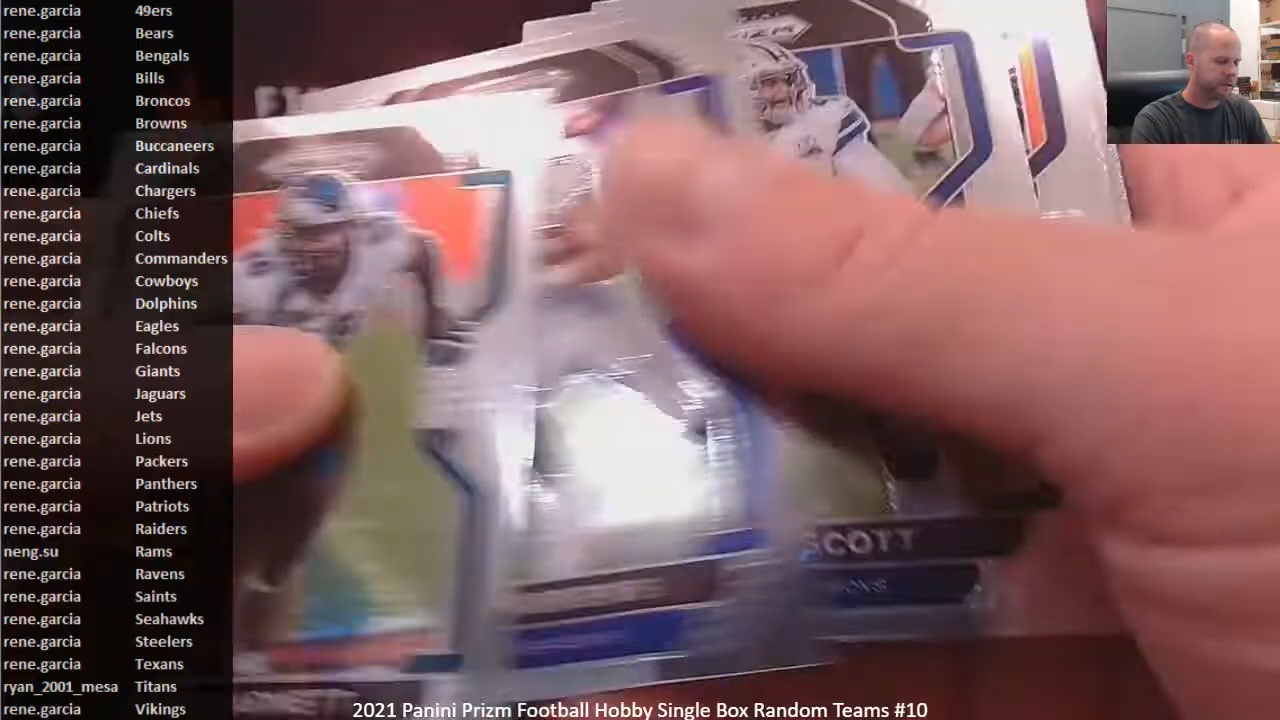 rene.garcia 49ers
rene.garcia Bears
rene.garcia Bengals
rene.garcia Bills
rene.garcia Broncos
rene.garcia Browns
rene.garcia Buccaneers
rene.garcia Cardinals
rene.garcia Chargers
rene.garcia Chiefs
rene.garcia Colts
rene.garcia Commanders
rene.garcia Cowboys
rene.garcia Dolphins
rene.garcia Eagles
rene.garcia Falcons
rene.garcia Giants
rene.garcia Jaguars
rene.garcia Jets
rene.garcia Lions
rene.garcia Packers
rene.garcia Panthers
rene.garcia Patriots
rene.garcia Raiders
neng.su Rams
rene.garcia Ravens
rene.garcia Saints
rene.garcia Seahawks
rene.garcia Steelers
rene.garcia Texans
ryan_2001_mesa Titans
rene.garcia Vikings
SCOTT
2021 Panini Prizm Football Hobby Single Box Random Teams #10